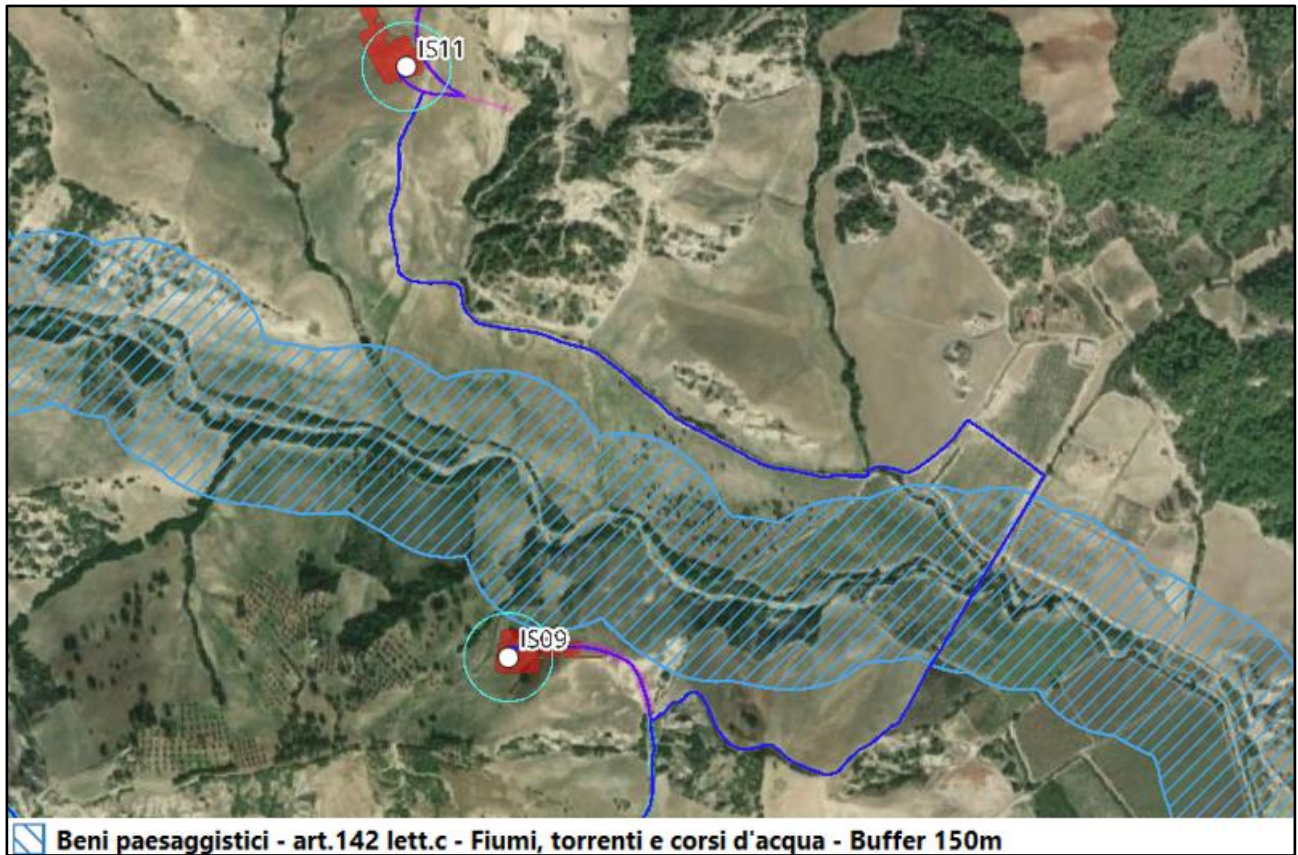 IS11
IS09
Beni paesaggistici - art.142 lett.c - Fiumi, torrenti e corsi d'acqua - Buffer 150m